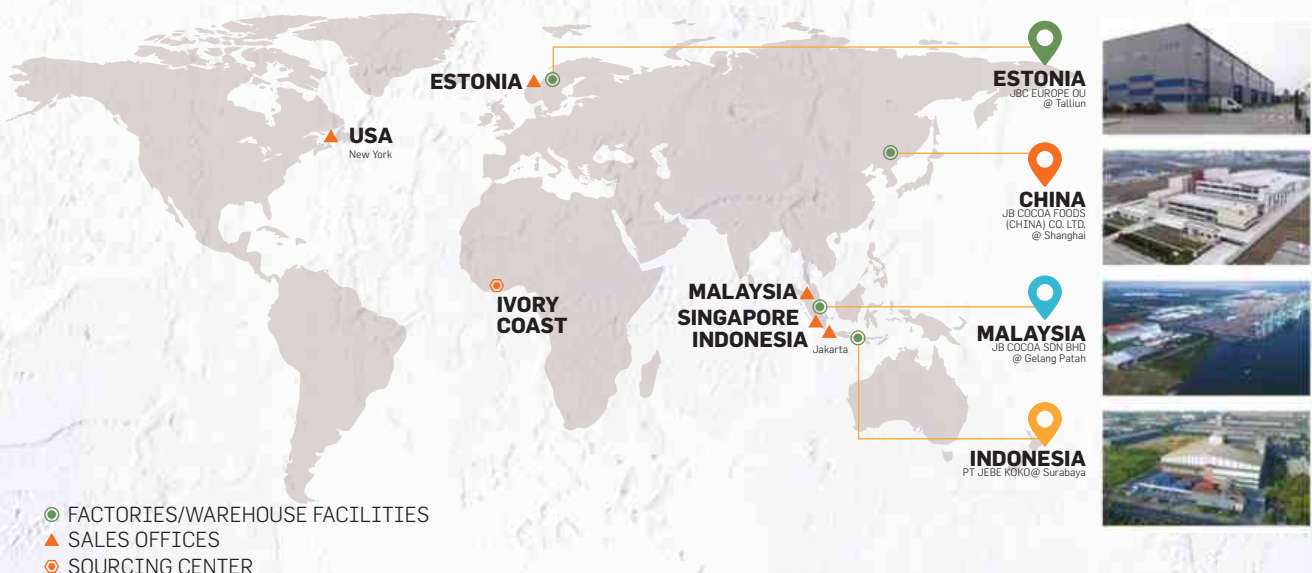 ESTONIA
USA
New York
IVORY
COAST
MALAYSIA
SINGAPORE
INDONESIA
Jakarta
ESTONIA
JBC EUROPE OU
@ Talliun
CHINA
JB COCOA FOODS
(CHINA) CO. LTD.
@ Shanghai
MALAYSIA
JB COCOA SDN BHD
@ Gelang Patah
INDONESIA
PT JEBE KOKO@ Surabaya
FACTORIES/WAREHOUSE FACILITIES
SALES OFFICES
SOURCING CENTER